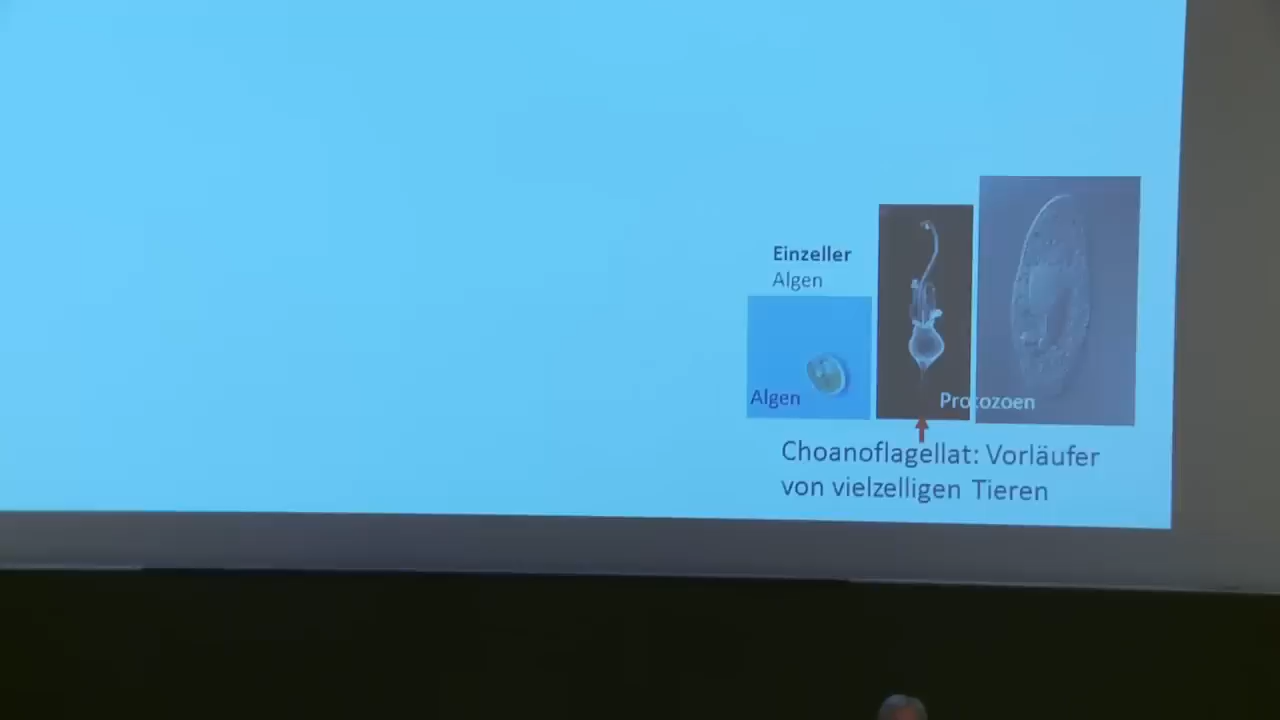 Einzeller
Algen
Algen
Protozoen
Choanoflagellat: Vorläufer
von vielzelligen Tieren